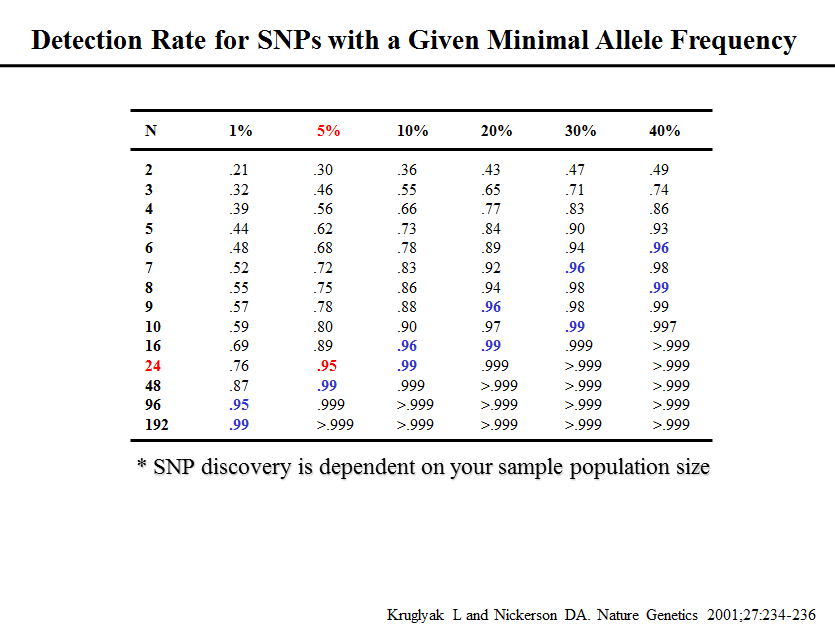 Detection Rate for SNPs with a Given Minimal Allele Frequency
N 1% 5% 10% 20% 30% 40%
2 .21 .30 .36 .43 .47 .49
3 .32 .46 .55 .65 .71 .74
4 .39 .56 .66 .77 .83 .86
5 .44 .62 .73 .84 .90 .93
6 .48 .68 .78 .89 .94 .96
7 .52 .72 .83 .92 .96 .98
8 .55 .75 .86 .94 .98 .99
9 .57 .78 .88 .96 .98 .99
10 .59 .80 .90 .97 .99 .997
16 .69 .89 .96 .99 .999 >.999
24 .76 .95 .99 .999 >.999 >.999
48 .87 .99 .999 >.999 >.999 >.999
96 .95 .999 >.999 >.999 >.999 >.999
192 .99 >.999 >.999 >.999 >.999 >.999
* SNP discovery is dependent on your sample population size
Kruglyak L and Nickerson DA. Nature Genetics 2001;27:234-236